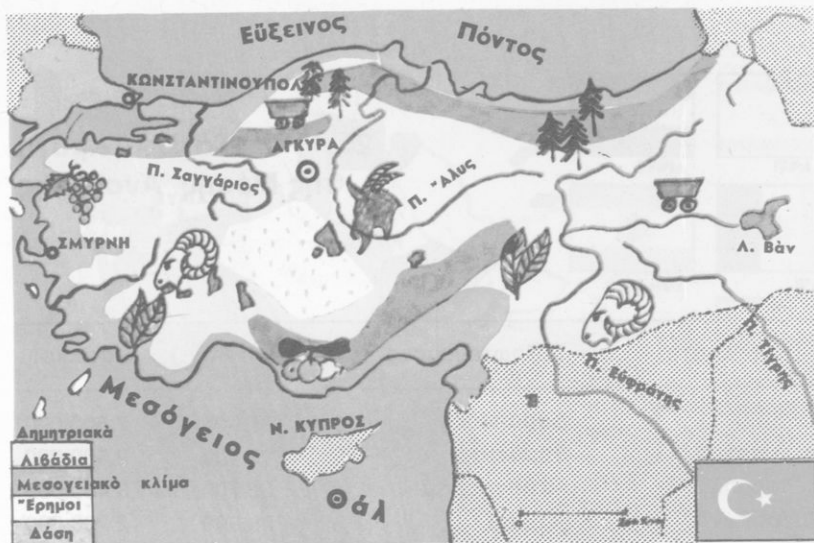 Εὔξεινος Πόντος
ΚΩΝΣΤΑΝΤΙΝΟΥΠΟΛ
ΑΓΚΥΡΑ
Π. Σαγγάριος
Π. Ἅλυς
ΣΜΥΡΝΗ
Λ. Βὰν
Π. Τίγρης
Π. Εὐφράτης
Μεσόγειος
Θάλ
Ν. ΚΥΠΡΟΣ
Δημητριακὰ
Λιβάδια
Μεσογειακὸ κλίμα
Ἔρημοι
Δάση